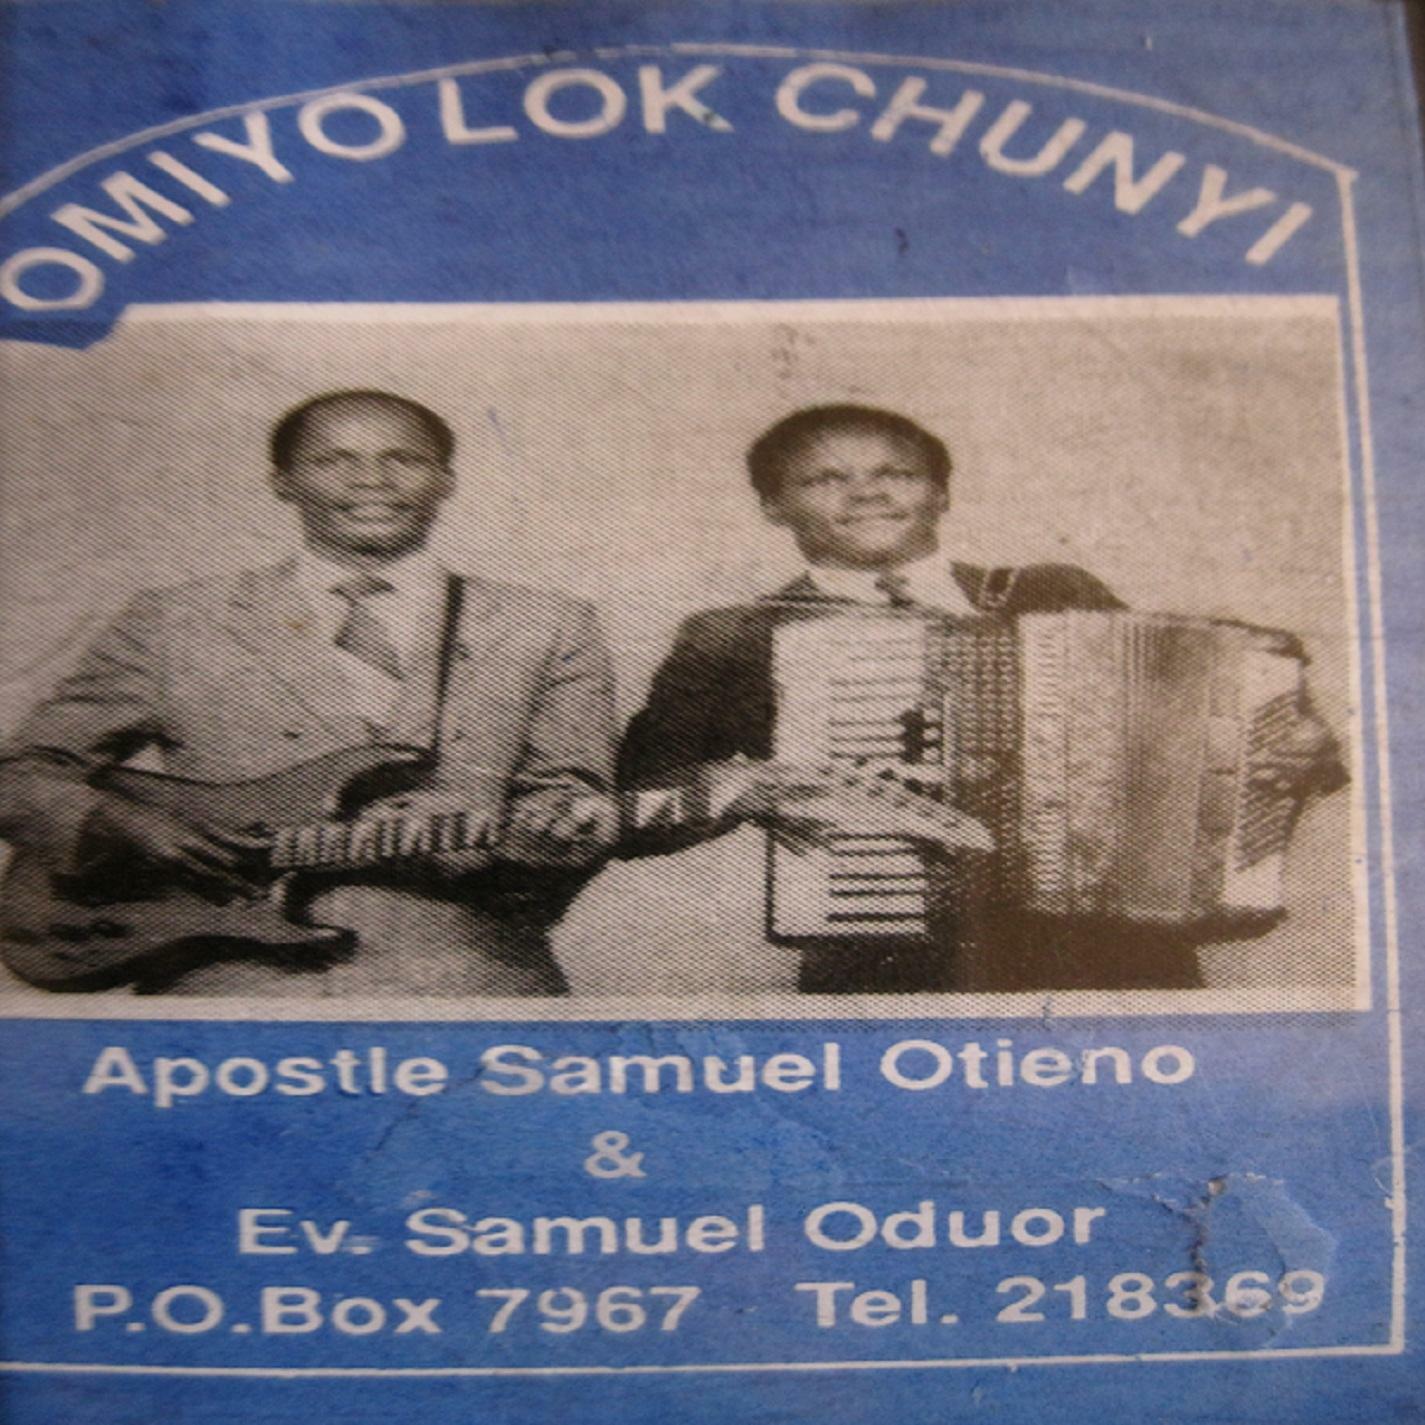 OMIYO LOK CHUNYI
Apostle Samuel Otieno
&
Ev. Samuel Oduor
P.O.Box 7967 Tel. 218369